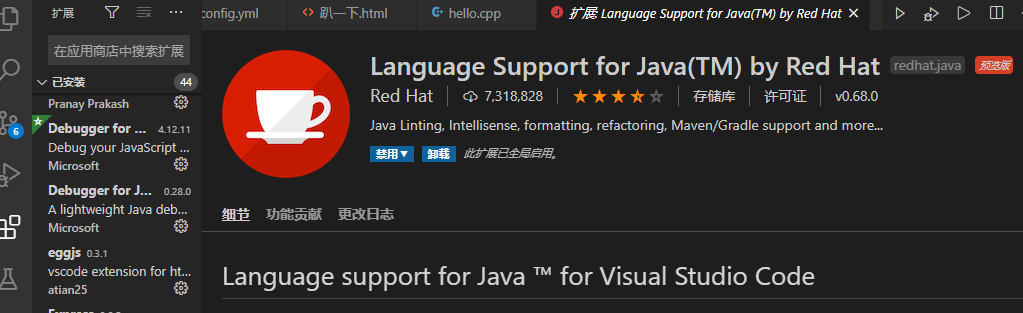 扩展
config.yml
趴一下.html
hello.cpp
扩展: Language Support for Java(TM) by Red Hat
在应用商店中搜索扩展
已安装 44
Pranay Prakash
Debugger for ... 4.12.11
Debug your JavaScript ...
Microsoft
Debugger for J... 0.28.0
A lightweight Java deb...
Microsoft
eggjs 0.3.1
vscode extension for ht...
atian25
6
Language Support for Java(TM) by Red Hat redhat.java 预览版
Red Hat 7,318,828 存储库 许可证 v0.68.0
Java Linting, Intellisense, formatting, refactoring, Maven/Gradle support and more...
禁用 卸载 此扩展已全局启用。
细节 功能贡献 更改日志
Language support for Java ™ for Visual Studio Code